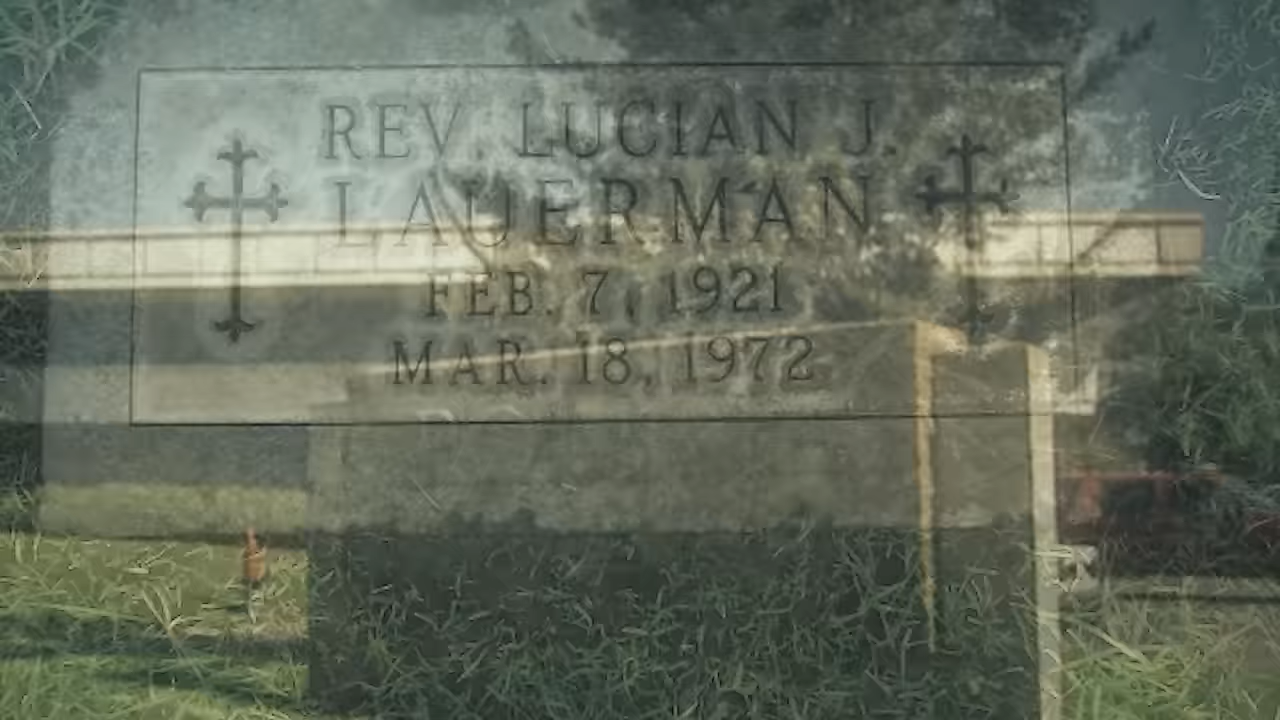 REV. LUCIAN J.
LAUERMAN
FEB. 7, 1921
MAR. 18, 1972